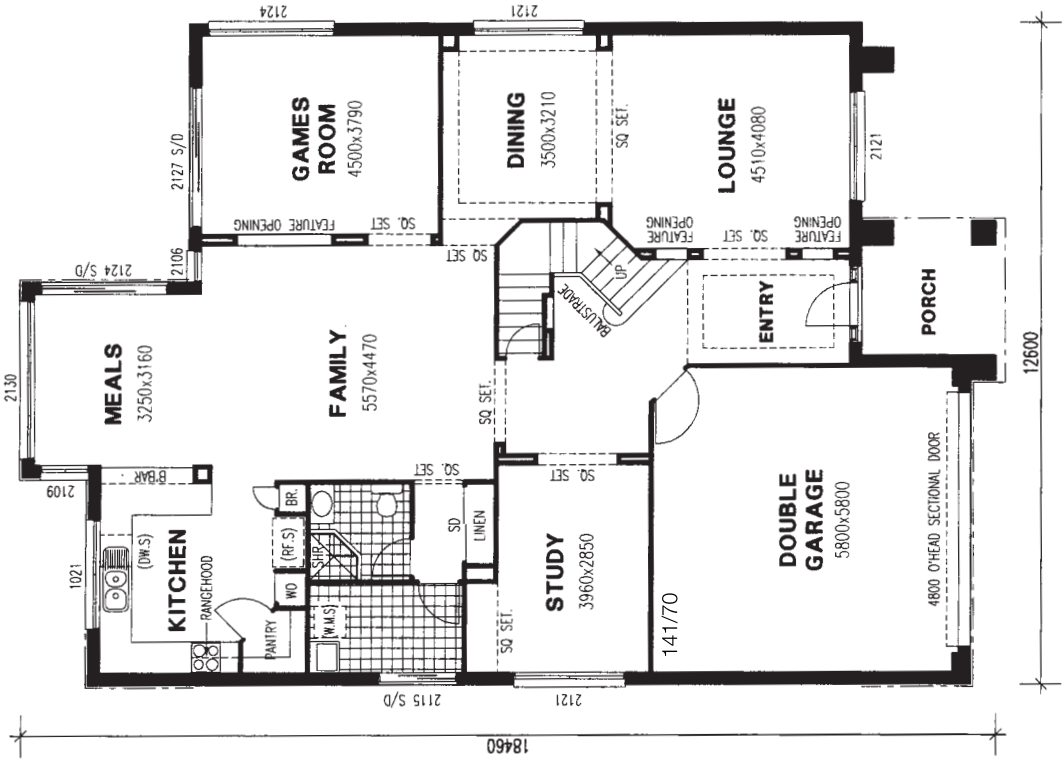 2124
2121
GAMES
ROOM
4500x3790
2127 S/D
FEATURE OPENING
SQ. SET
DINING
3500x3210
SQ SET.
LOUNGE
4510x4080
2121
FEATURE
OPENING
SQ. SET
FEATURE
OPENING
2124 S/D
2106
SQ SET
UP
BALUSTRADE
ENTRY
PORCH
12600
2130
MEALS
3250x3160
FAMILY
5570x4470
SQ SET.
2109
B'BAR
SQ. SET
SQ. SET
KITCHEN
(DW.S)
1021
RANGEHOOD
BR.
(RF.S)
WO
PANTRY
SHR
SD
LINEN
(W.M.S)
STUDY
3960x2850
SQ SET.
DOUBLE
GARAGE
5800x5800
4800 O'HEAD SECTIONAL DOOR
141/70
2115 S/D
2121
18460